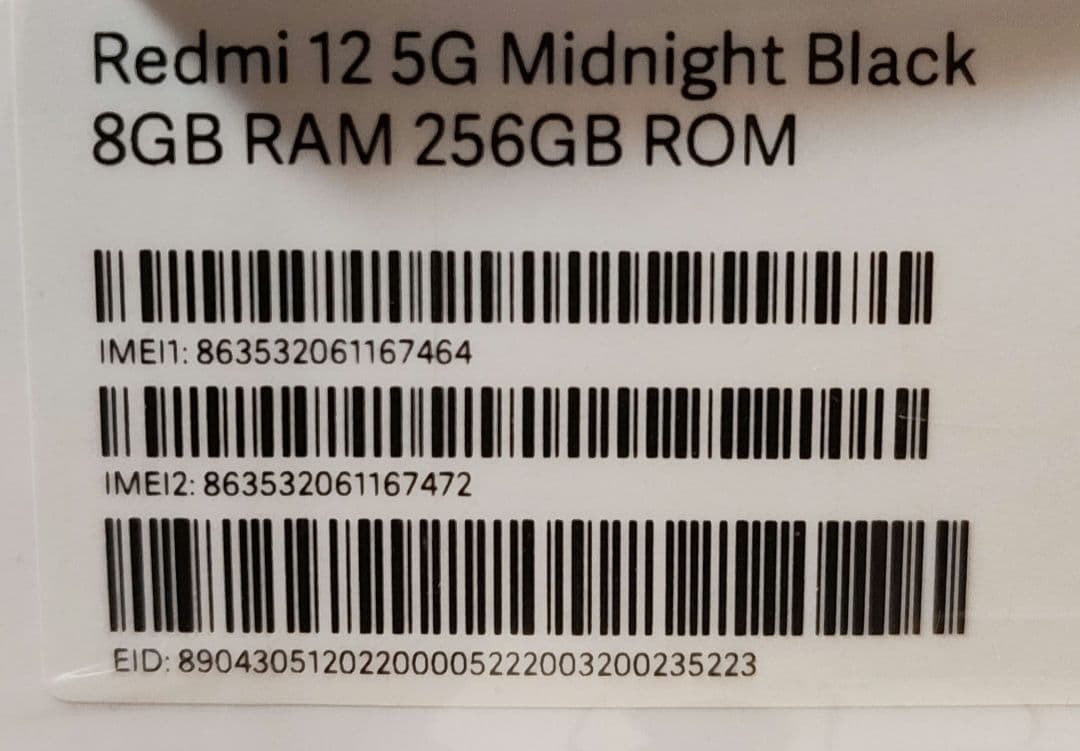 Redmi 12 5G Midnight Black
8GB RAM 256GB ROM
IMEI1: 863532061167464
IMEI2: 863532061167472
EID: 89043051202200005222003200235223